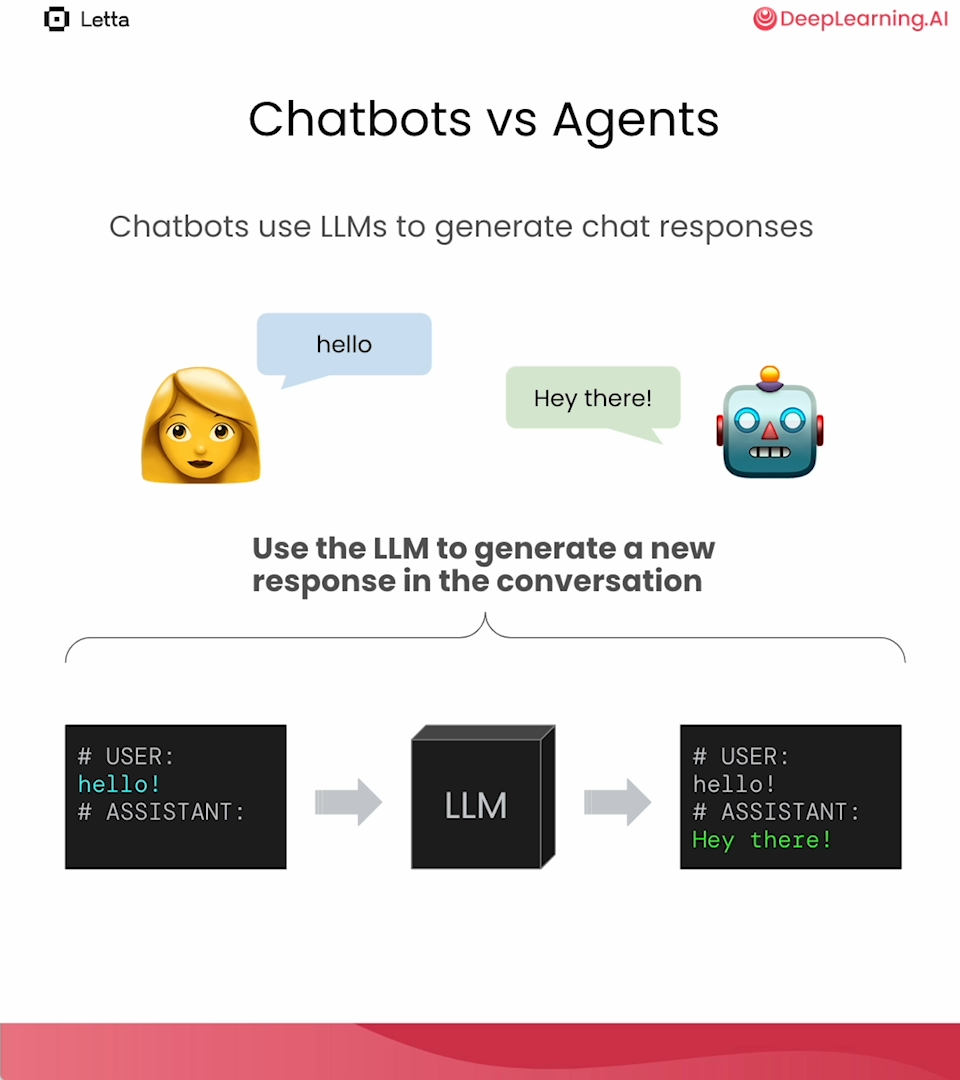 Letta
DeepLearning.AI
Chatbots vs Agents
Chatbots use LLMs to generate chat responses
hello
Hey there!
Use the LLM to generate a new
response in the conversation
# USER:
hello!
# ASSISTANT:
LLM
# USER:
hello!
# ASSISTANT:
Hey there!